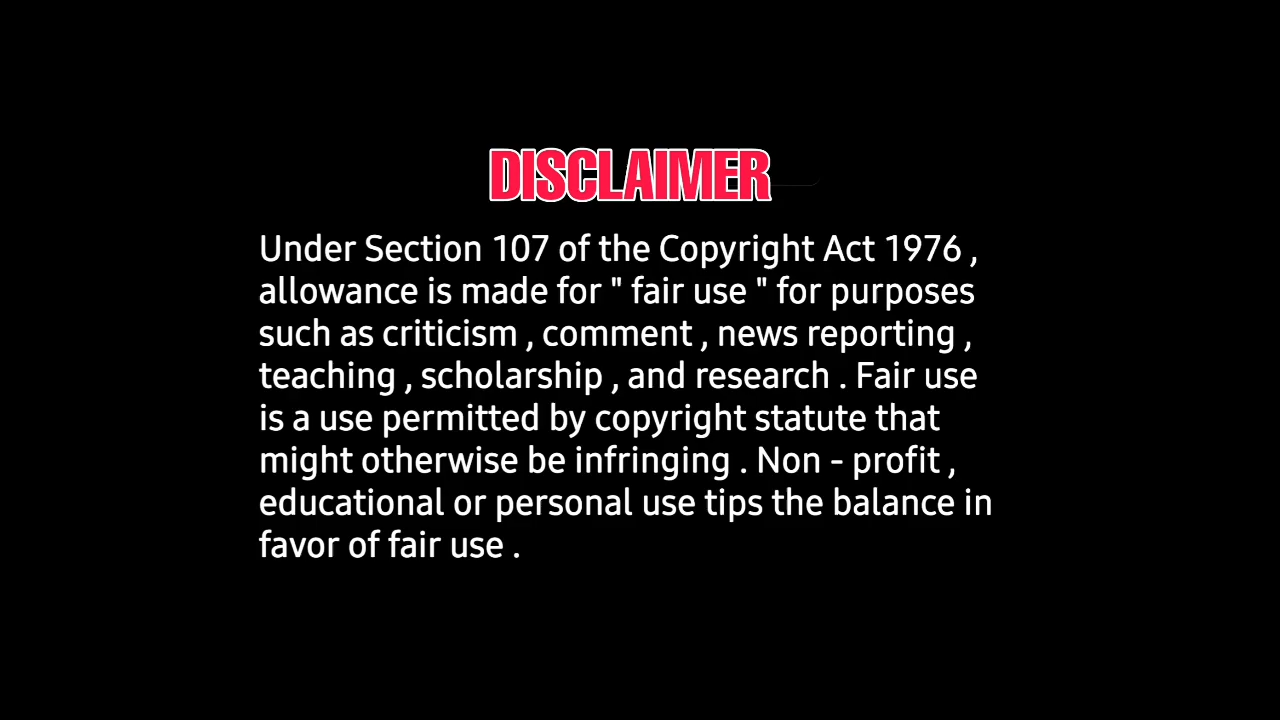 DISCLAIMER
Under Section 107 of the Copyright Act 1976 ,
allowance is made for " fair use " for purposes
such as criticism , comment , news reporting ,
teaching , scholarship , and research . Fair use
is a use permitted by copyright statute that
might otherwise be infringing . Non - profit ,
educational or personal use tips the balance in
favor of fair use .